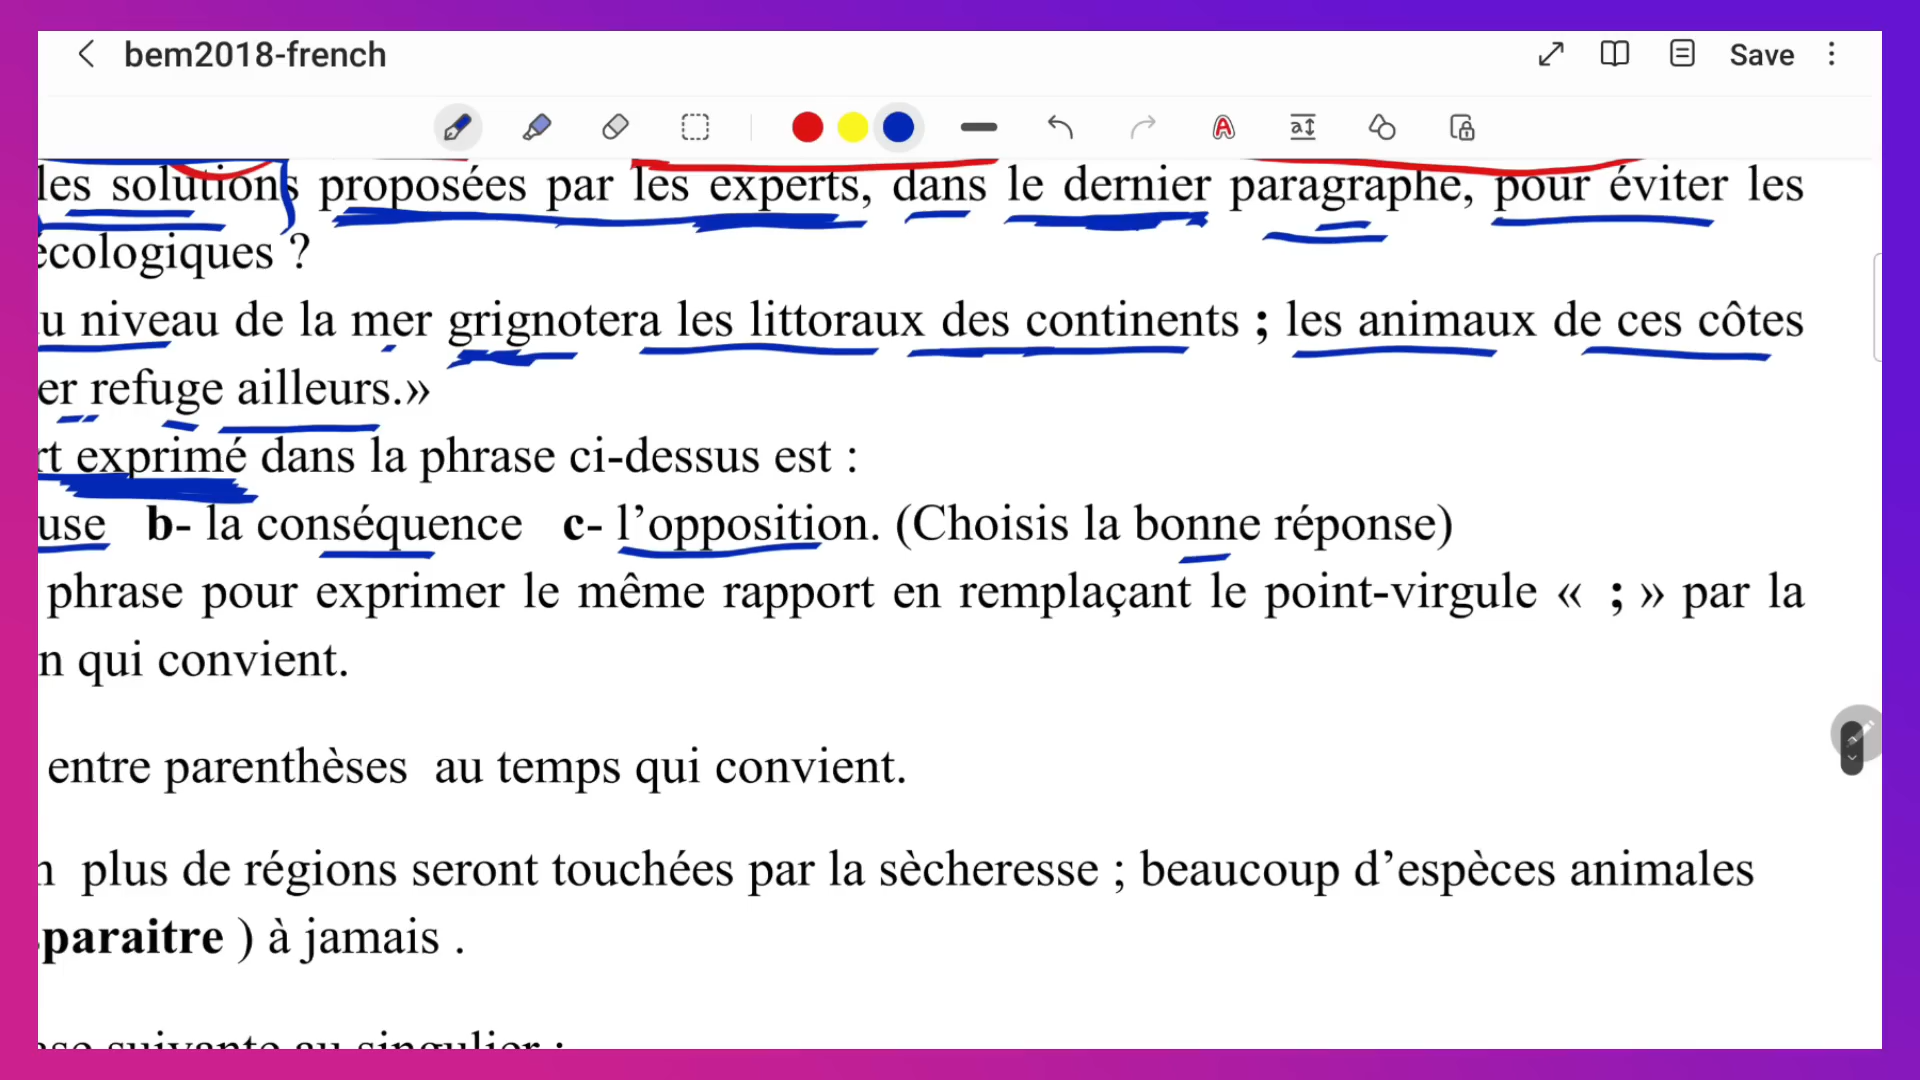 bem2018-french
Save
les solutions proposées par les experts, dans le dernier paragraphe, pour éviter les
écologiques ?
u niveau de la mer grignotera les littoraux des continents ; les animaux de ces côtes
er refuge ailleurs.»
rt exprimé dans la phrase ci-dessus est :
use b- la conséquence c- l’opposition. (Choisis la bonne réponse)
phrase pour exprimer le même rapport en remplaçant le point-virgule « ; » par la
n qui convient.
entre parenthèses au temps qui convient.
n plus de régions seront touchées par la sècheresse ; beaucoup d’espèces animales
paraitre ) à jamais .
se suivante au singulier :